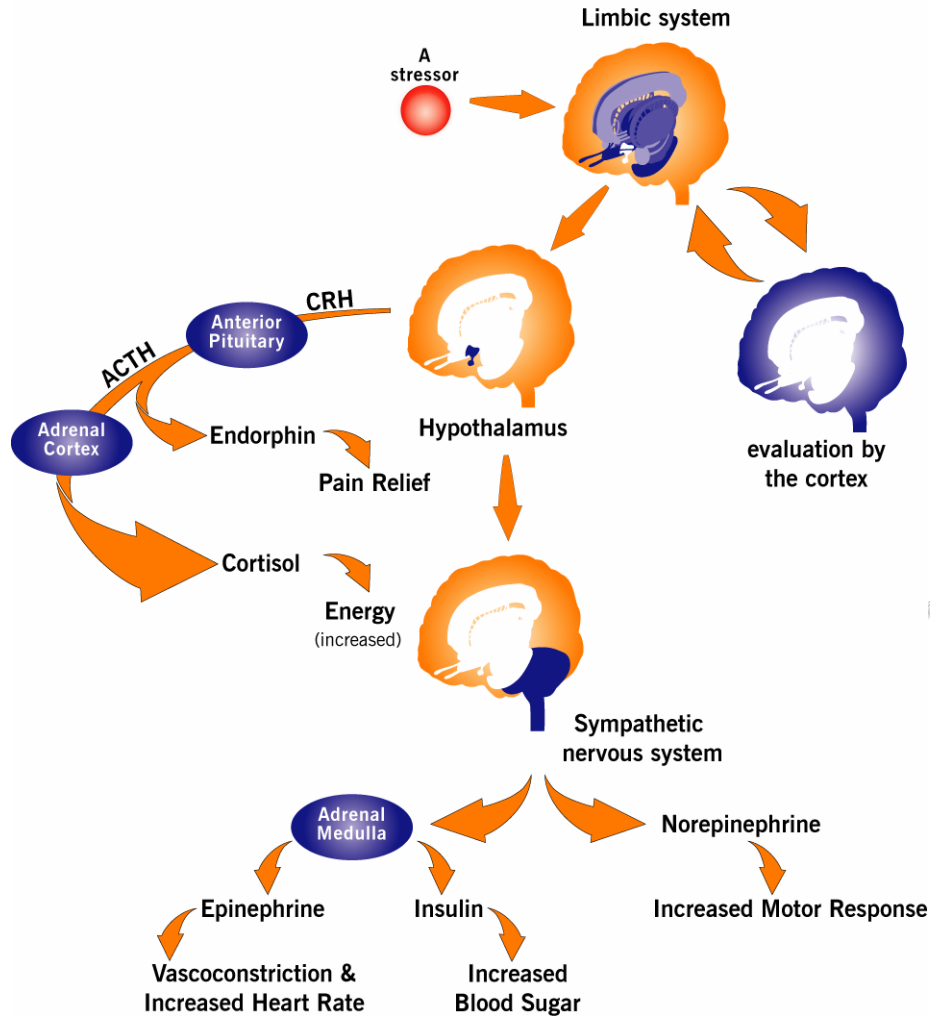 Limbic system
A
stressor
CRH
Anterior
Pituitary
ACTH
Adrenal
Cortex
Endorphin
Pain Relief
Hypothalamus
evaluation by
the cortex
Cortisol
Energy
(increased)
Sympathetic
nervous system
Adrenal
Medulla
Norepinephrine
Epinephrine
Insulin
Increased Motor Response
Vascoconstriction &
Increased Heart Rate
Increased
Blood Sugar